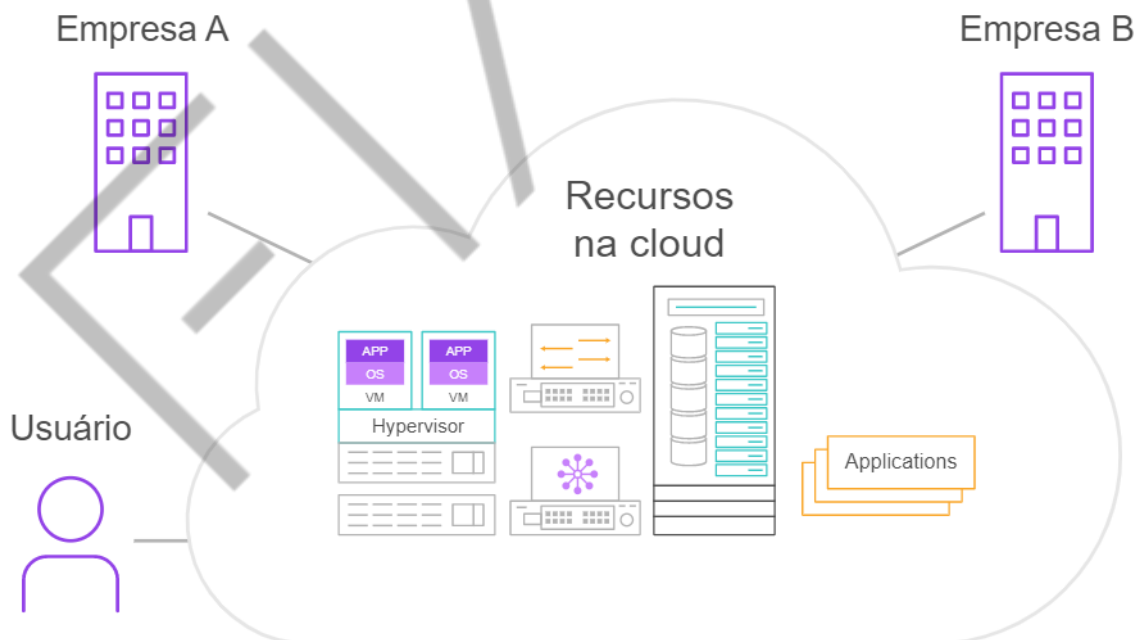 Empresa A
Empresa B
Recursos
na cloud
APP
OS
VM
APP
OS
VM
Hypervisor
Applications
Usuário